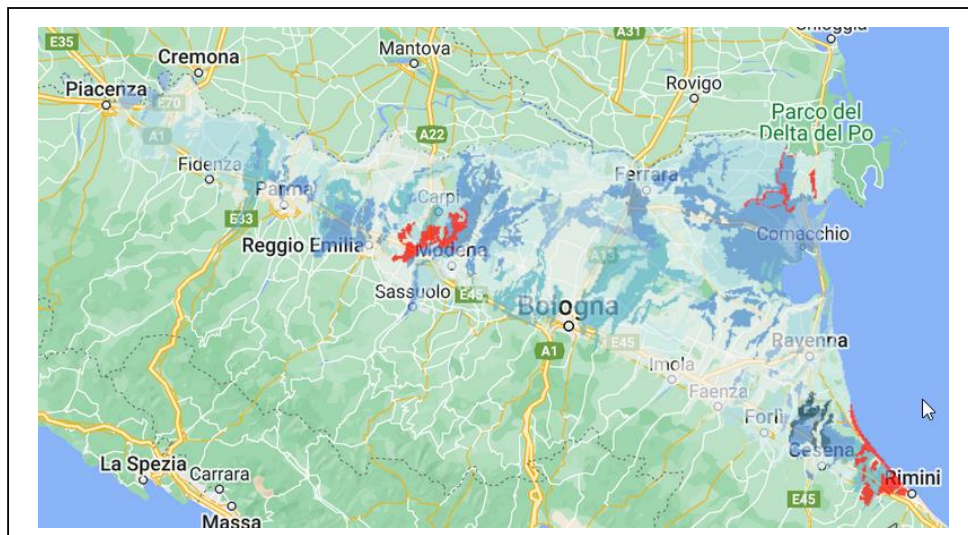 Chioggia
E35
A31
Cremona
Mantova
Piacenza
E70
Rovigo
A1
A22
Parco del
Delta del Po
Fidenza
Ferrara
Parma
Carpi
E33
Reggio Emilia
Modena
A13
Comacchio
Sassuolo
E45
Bologna
A1
E45
Ravenna
Imola
Faenza
Forlì
Cesena
La Spezia
Carrara
E45
Rimini
Massa